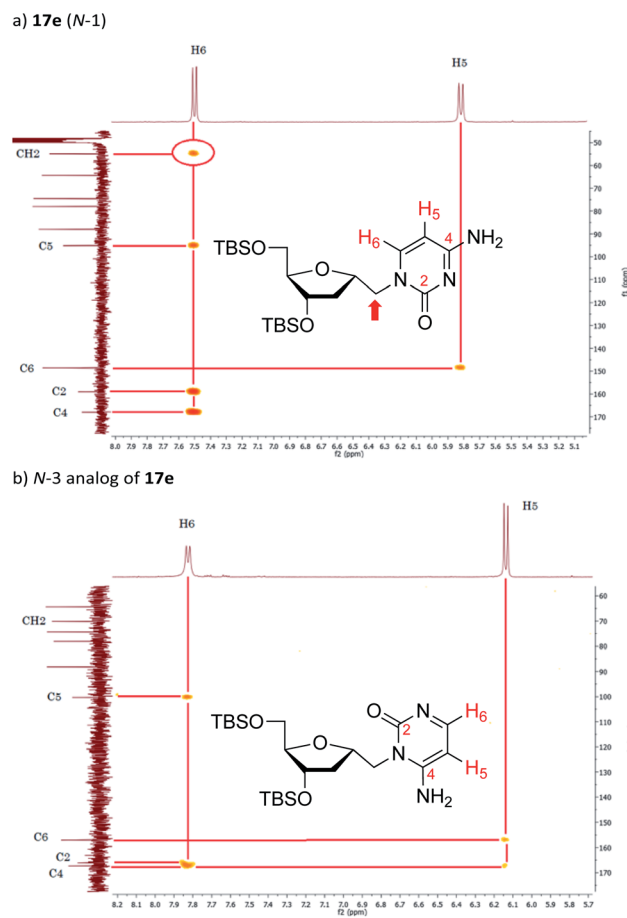 a) 17e (N-1)
H6
H5
CH2
C5
C6
C2
C4
50
60
70
80
90
100
110
120
130
140
150
160
170
f1 (ppm)
H5
H6
4
NH2
TBSO
O
N
2
N
TBSO
O
8.0 7.9 7.8 7.7 7.6 7.5 7.4 7.3 7.2 7.1 7.0 6.9 6.8 6.7 6.6 6.5 6.4 6.3 6.2 6.1 6.0 5.9 5.8 5.7 5.6 5.5 5.4 5.3 5.2 5.1
f2 (ppm)
b) N-3 analog of 17e
H6
H5
CH2
C5
C6
C2
C4
60
70
80
90
100
110
120
130
140
150
160
170
f1 (ppm)
O
N
H6
2
TBSO
O
N
4
H5
TBSO
NH2
8.2 8.1 8.0 7.9 7.8 7.7 7.6 7.5 7.4 7.3 7.2 7.1 7.0 6.9 6.8 6.7 6.6 6.5 6.4 6.3 6.2 6.1 6.0 5.9 5.8 5.7
f2 (ppm)